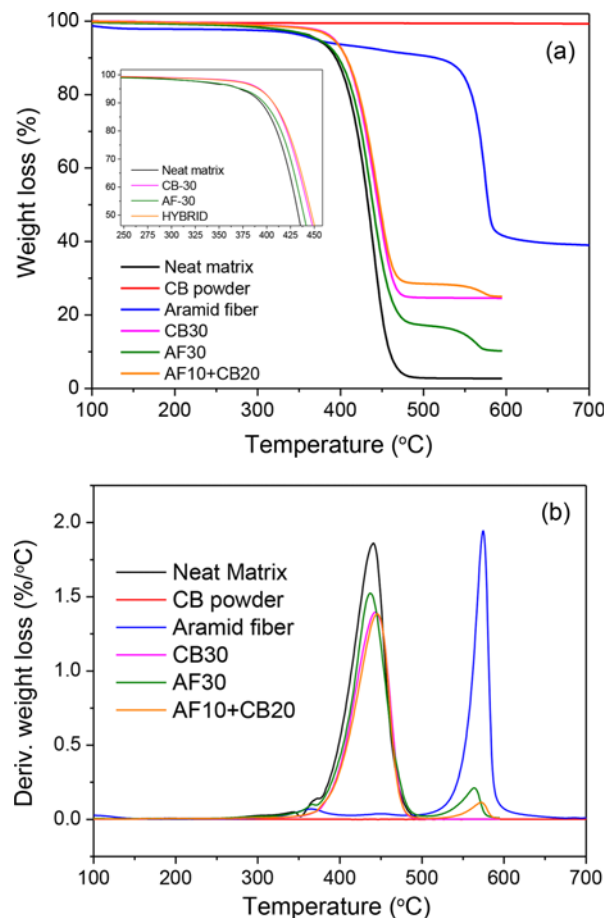 (a)
100
80
60
40
20
0
Weight loss (%)
100
90
80
70
60
50
Neat matrix
CB-30
AF-30
HYBRID
250 275 300 325 350 375 400 425 450
Neat matrix
CB powder
Aramid fiber
CB30
AF30
AF10+CB20
100 200 300 400 500 600 700
Temperature (°C)
(b)
2.0
1.5
1.0
0.5
0.0
Deriv. weight loss (%/°C)
Neat Matrix
CB powder
Aramid fiber
CB30
AF30
AF10+CB20
100 200 300 400 500 600 700
Temperature (°C)